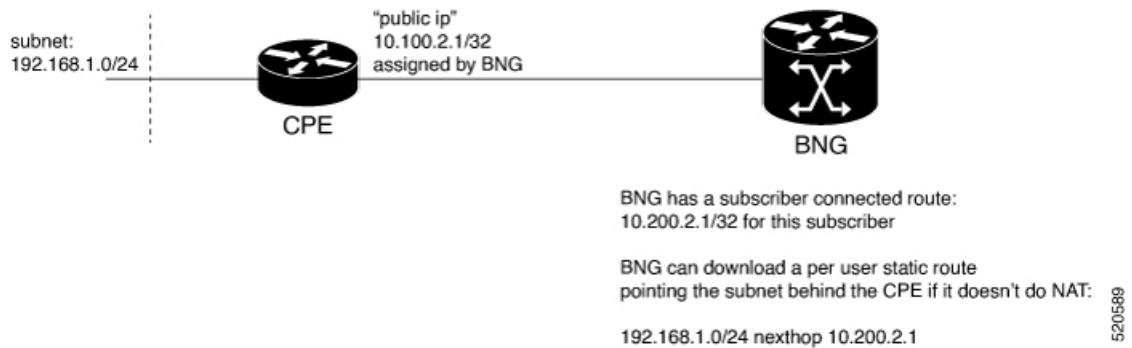 subnet:
192.168.1.0/24
"public ip"
10.100.2.1/32
assigned by BNG
CPE
BNG
BNG has a subscriber connected route:
10.200.2.1/32 for this subscriber
BNG can download a per user static route
pointing the subnet behind the CPE if it doesn't do NAT:
192.168.1.0/24 nexthop 10.200.2.1
520589